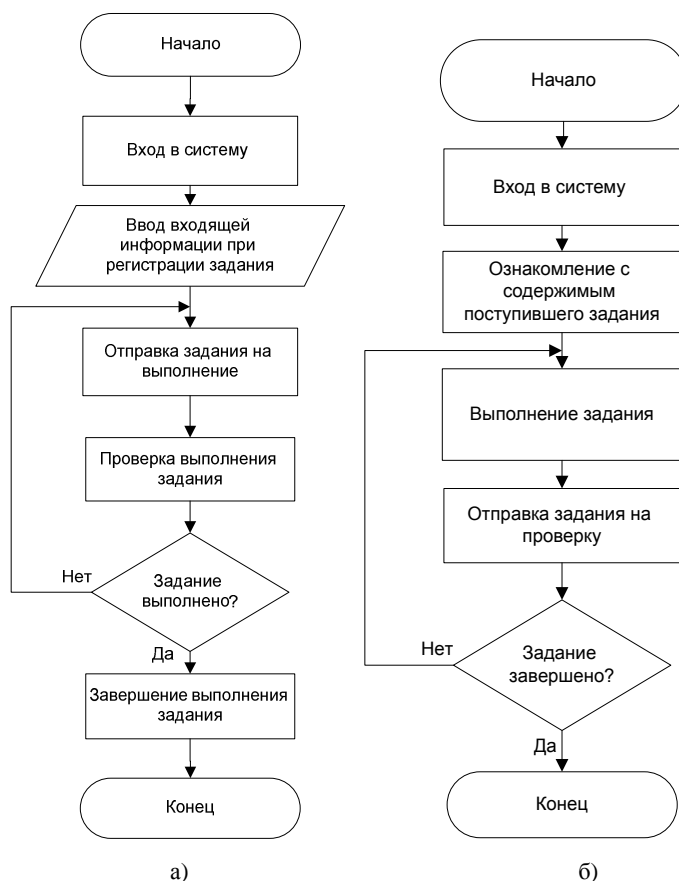 Начало
Вход в систему
Ввод входящей
информации при
регистрации задания
Отправка задания на
выполнение
Проверка выполнения
задания
Нет
Задание
выполнено?
Да
Завершение выполнения
задания
Конец
а)
Начало
Вход в систему
Ознакомление с
содержимым
поступившего задания
Выполнение задания
Отправка задания на
проверку
Нет
Задание
завершено?
Да
Конец
б)